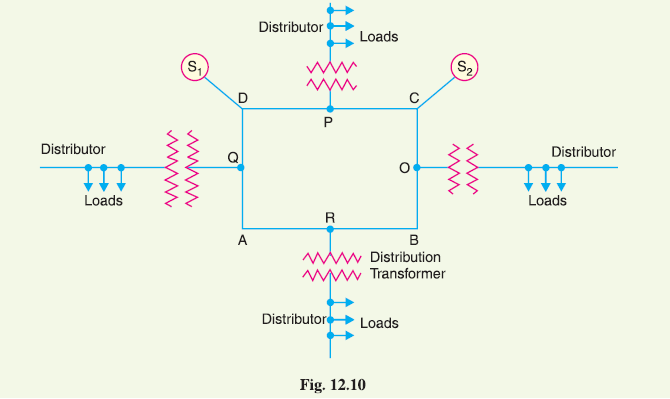 Distributor
Loads
S1
S2
D
C
P
Distributor
Loads
Q
O
Distributor
Loads
A
R
B
Distribution
Transformer
Distributor
Loads
Fig. 12.10